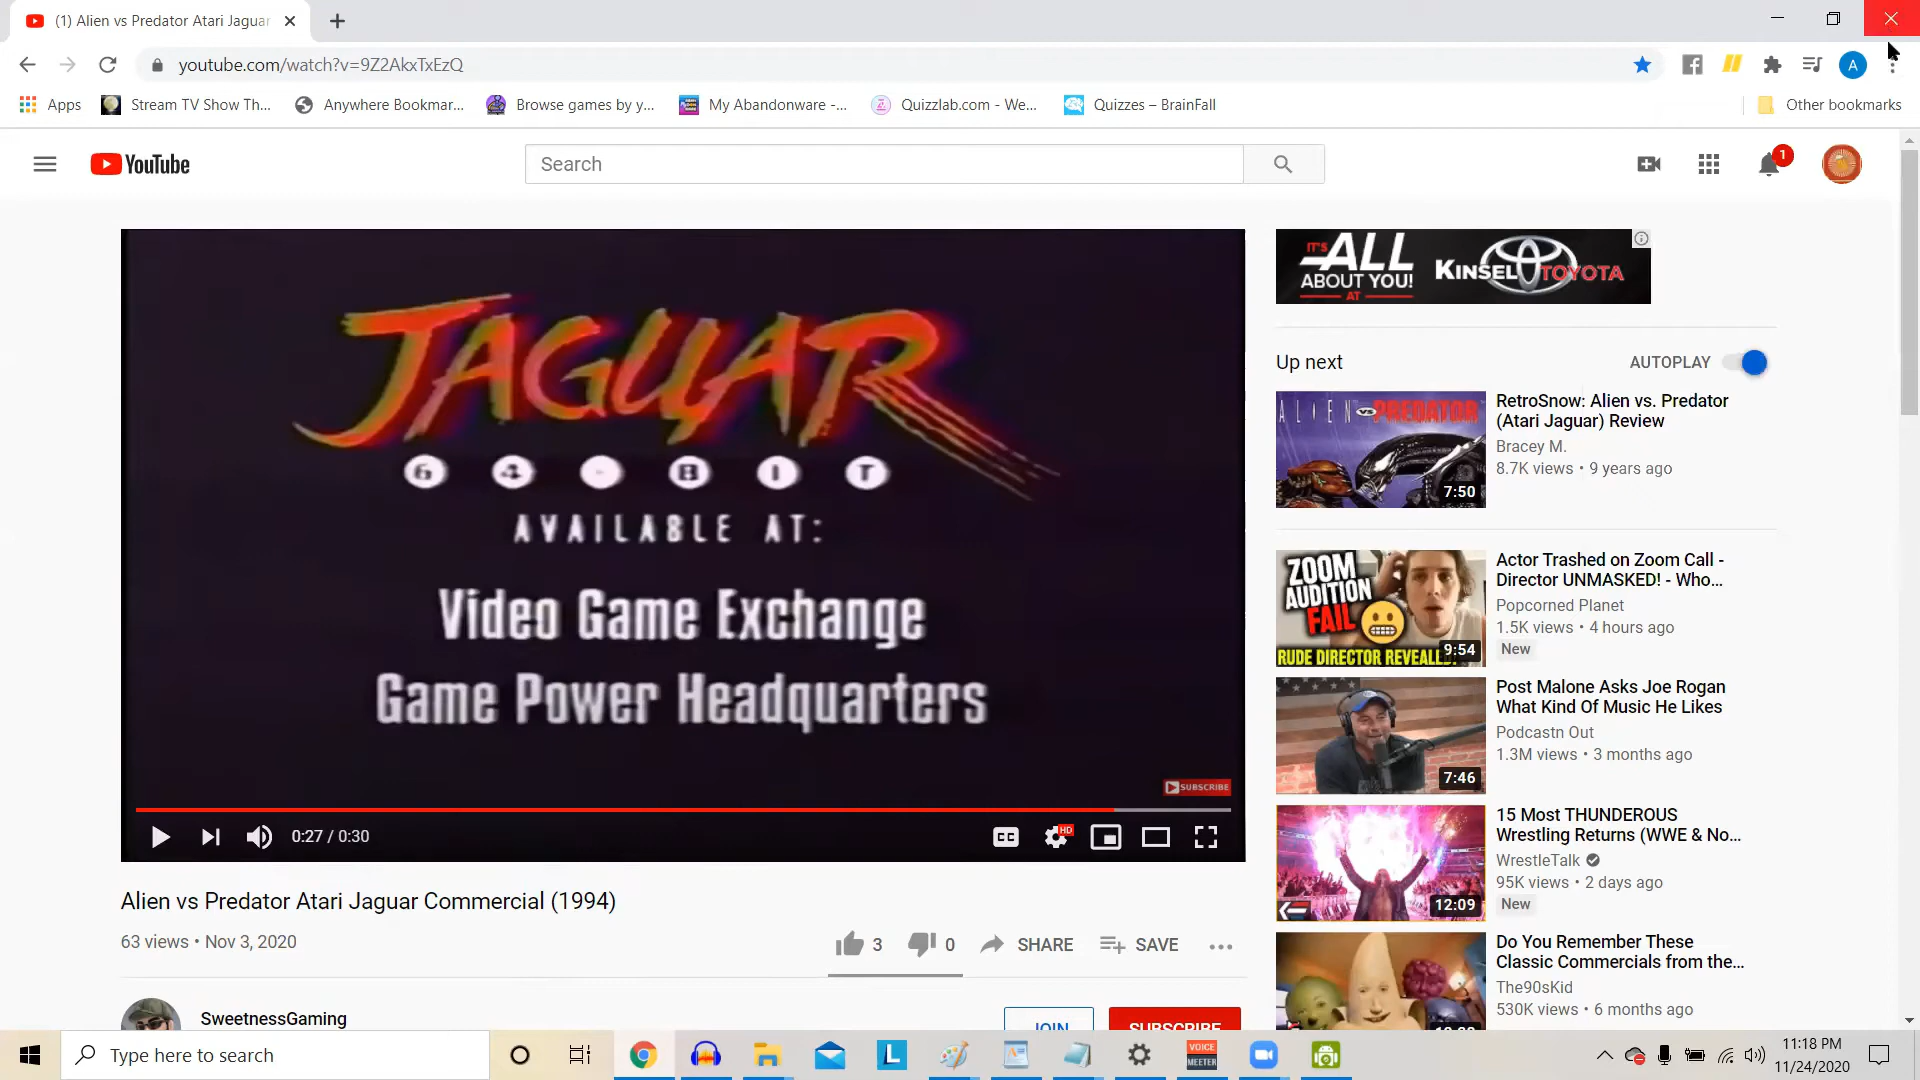 (1) Alien vs Predator Atari Jaguar
youtube.com/watch?v=9Z2AkxTxEzQ
A
Apps
Stream TV Show Th...
Anywhere Bookmar...
Browse games by y...
My Abandonware -...
Quizzlab.com - We...
Quizzes – BrainFall
Other bookmarks
YouTube
Search
1
JAGUAR
64-BIT
AVAILABLE AT:
Video Game Exchange
Game Power Headquarters
SUBSCRIBE
0:27 / 0:30
CC
HD
Alien vs Predator Atari Jaguar Commercial (1994)
63 views • Nov 3, 2020
3
0
SHARE
SAVE
SweetnessGaming
JOIN
SUBSCRIBE
IT'S
ALL
ABOUT YOU!
AT
KINSEL TOYOTA
Up next
AUTOPLAY
ALIEN VS PREDATOR
7:50
RetroSnow: Alien vs. Predator
(Atari Jaguar) Review
Bracey M.
8.7K views • 9 years ago
ZOOM
AUDITION
FAIL
RUDE DIRECTOR REVEALED!
9:54
Actor Trashed on Zoom Call -
Director UNMASKED! - Who...
Popcorned Planet
1.5K views • 4 hours ago
New
7:46
Post Malone Asks Joe Rogan
What Kind Of Music He Likes
Podcastn Out
1.3M views • 3 months ago
12:09
15 Most THUNDEROUS
Wrestling Returns (WWE & No...
WrestleTalk
95K views • 2 days ago
New
Do You Remember These
Classic Commercials from the...
The90sKid
530K views • 6 months ago
Type here to search
L
VOICE
MEETER
11:18 PM
11/24/2020